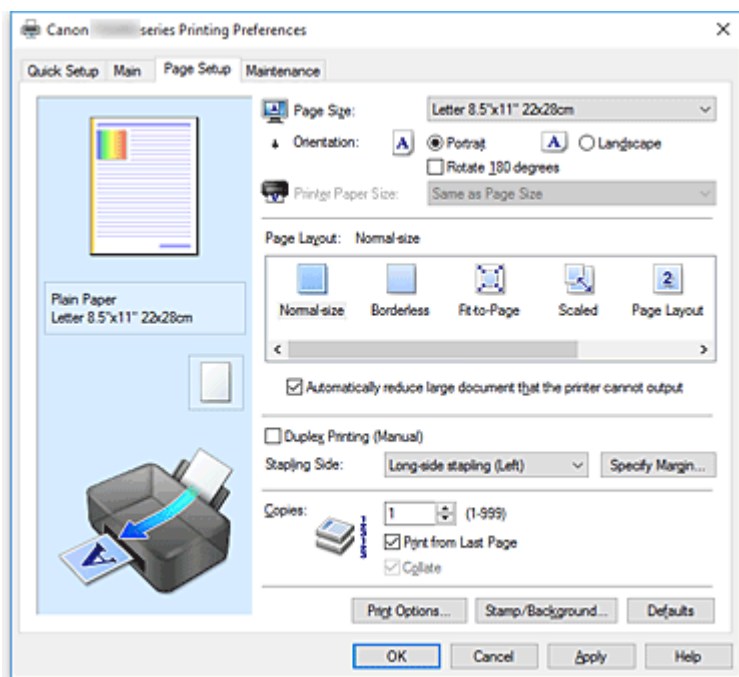 Canon series Printing Preferences
Quick Setup Main Page Setup Maintenance
Page Size: Letter 8.5"x11" 22x28cm
Orientation: A Portrait A Landscape
Rotate 180 degrees
Printer Paper Size: Same as Page Size
Page Layout: Normal-size
2
Normal-size Borderless Fit-to-Page Scaled Page Layout
Plain Paper
Letter 8.5"x11" 22x28cm
Automatically reduce large document that the printer cannot output
Duplex Printing (Manual)
Stapling Side: Long-side stapling (Left) Specify Margin...
Copies: 1 (1-999)
Print from Last Page
Collate
A
Print Options... Stamp/Background... Defaults
OK Cancel Apply Help